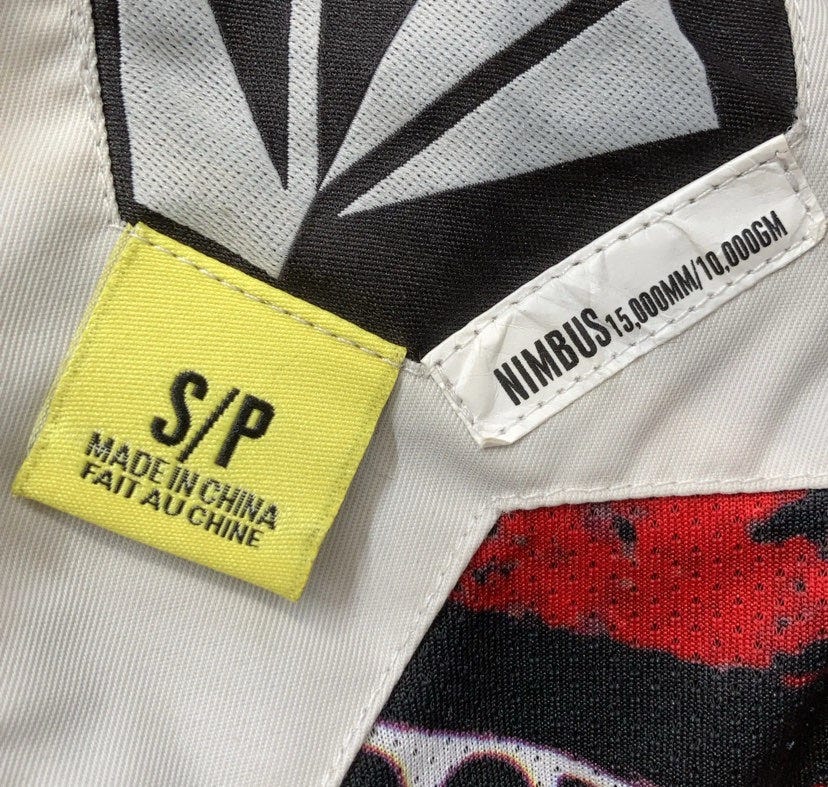 S/P
MADE IN CHINA
FAIT AU CHINE
NIMBUS 15,000MM/10,000GM